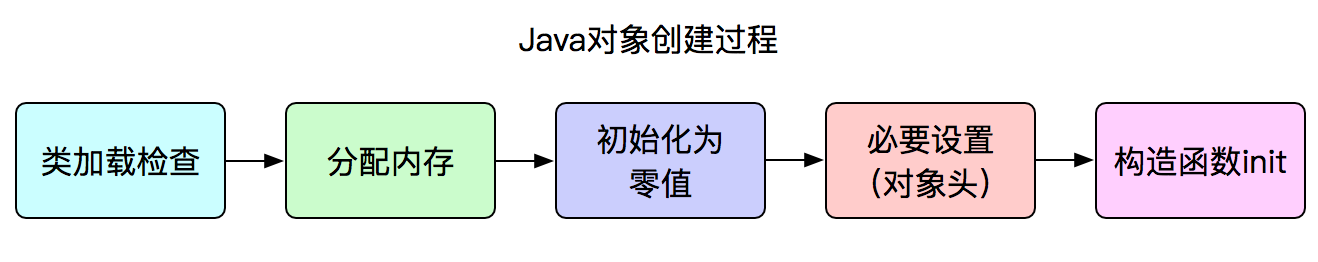 Java对象创建过程
类加载检查
分配内存
初始化为
零值
必要设置
(对象头)
构造函数init